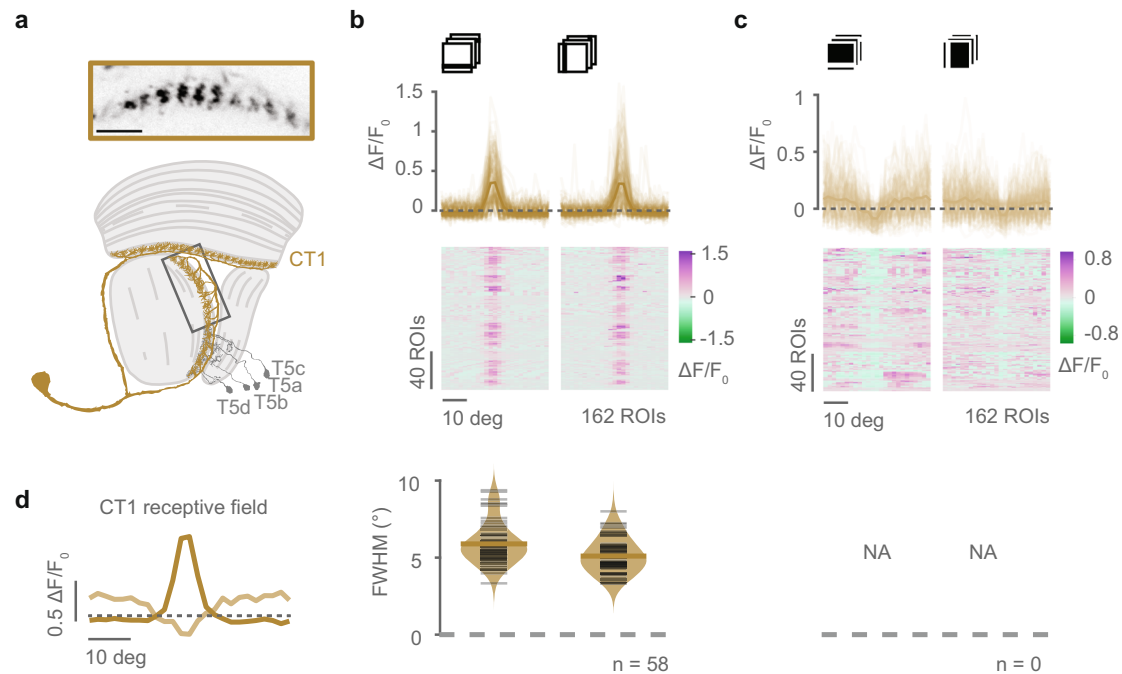 a
CT1
T5c
T5a
T5b
T5d
b
1.5
1
0.5
0
ΔF/F0
1.5
0
-1.5
ΔF/F0
40 ROIs
10 deg
162 ROIs
10
5
0
FWHM (°)
n = 58
c
1
0.5
0
ΔF/F0
0.8
0
-0.8
ΔF/F0
40 ROIs
10 deg
162 ROIs
NA
NA
n = 0
d
CT1 receptive field
0.5 ΔF/F0
10 deg